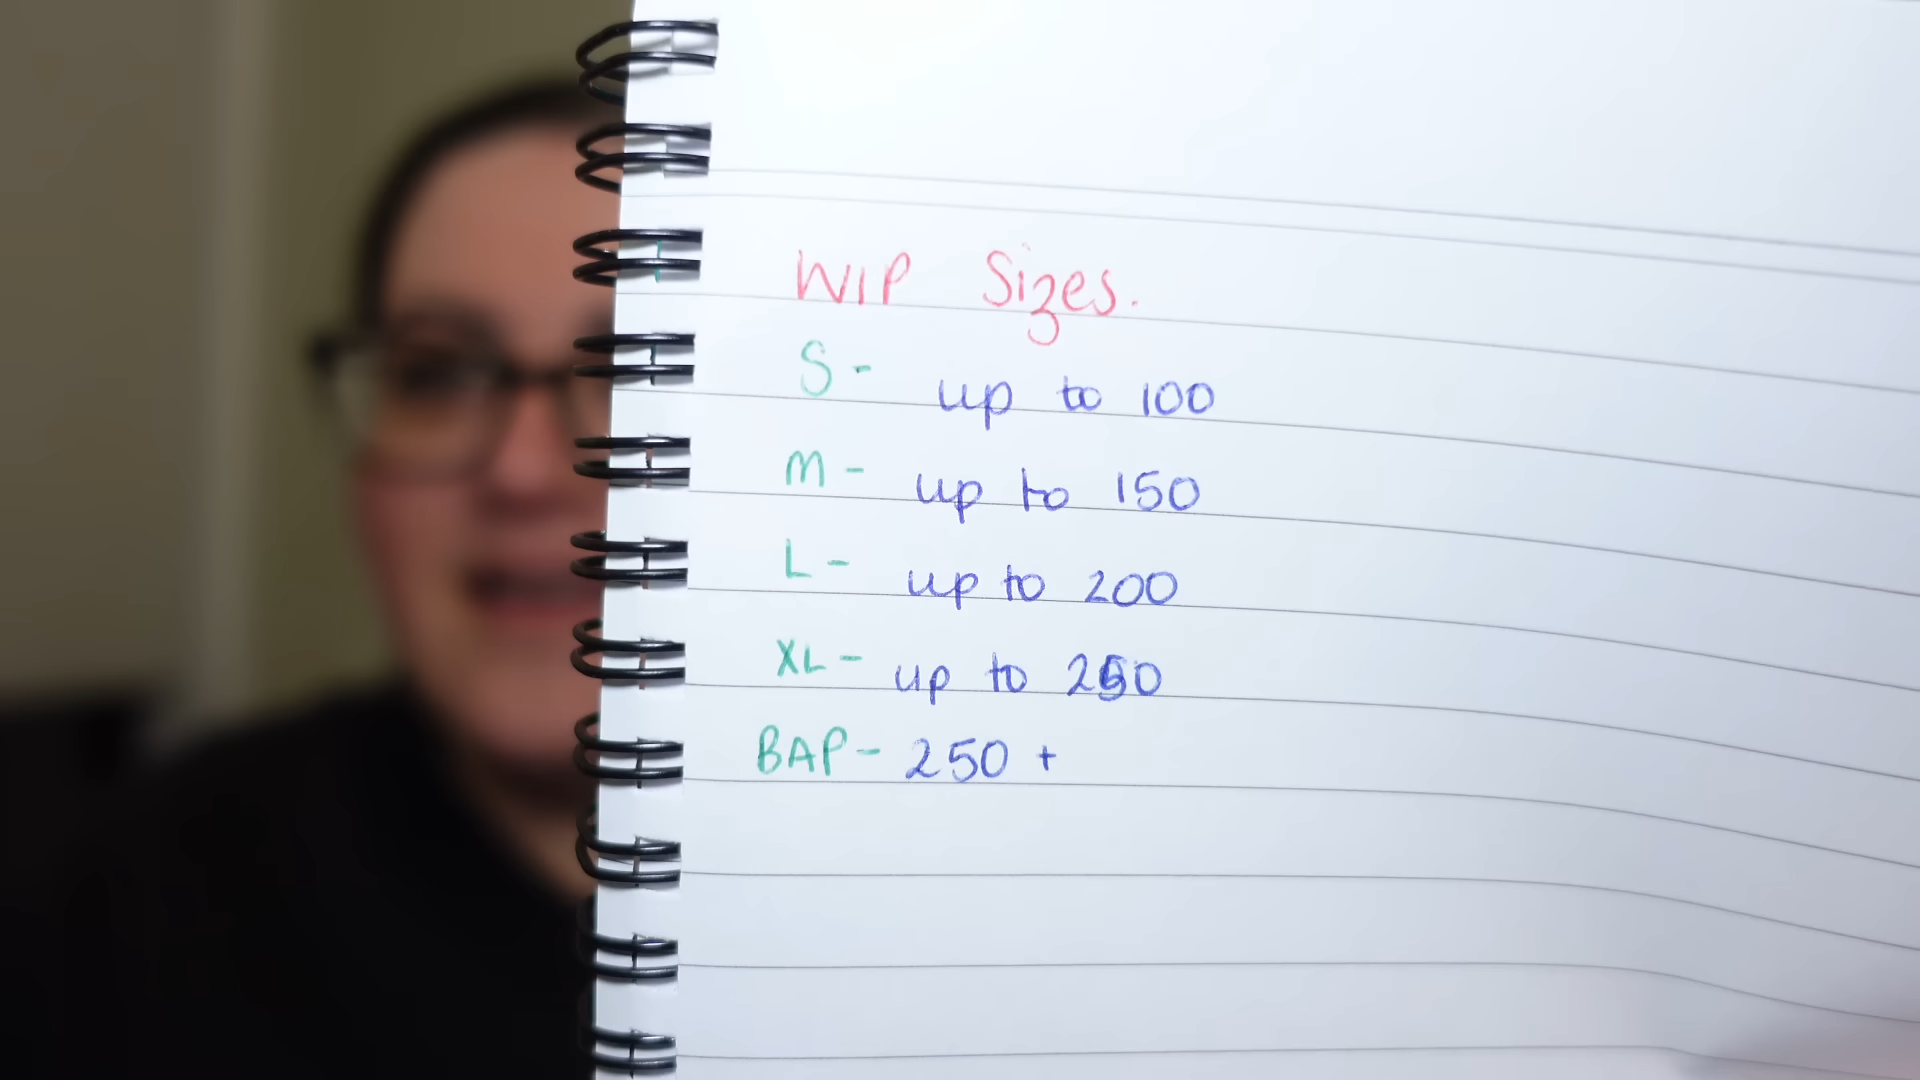 WIP Sizes.
S - up to 100
M - up to 150
L - up to 200
XL - up to 250
BAP - 250 +